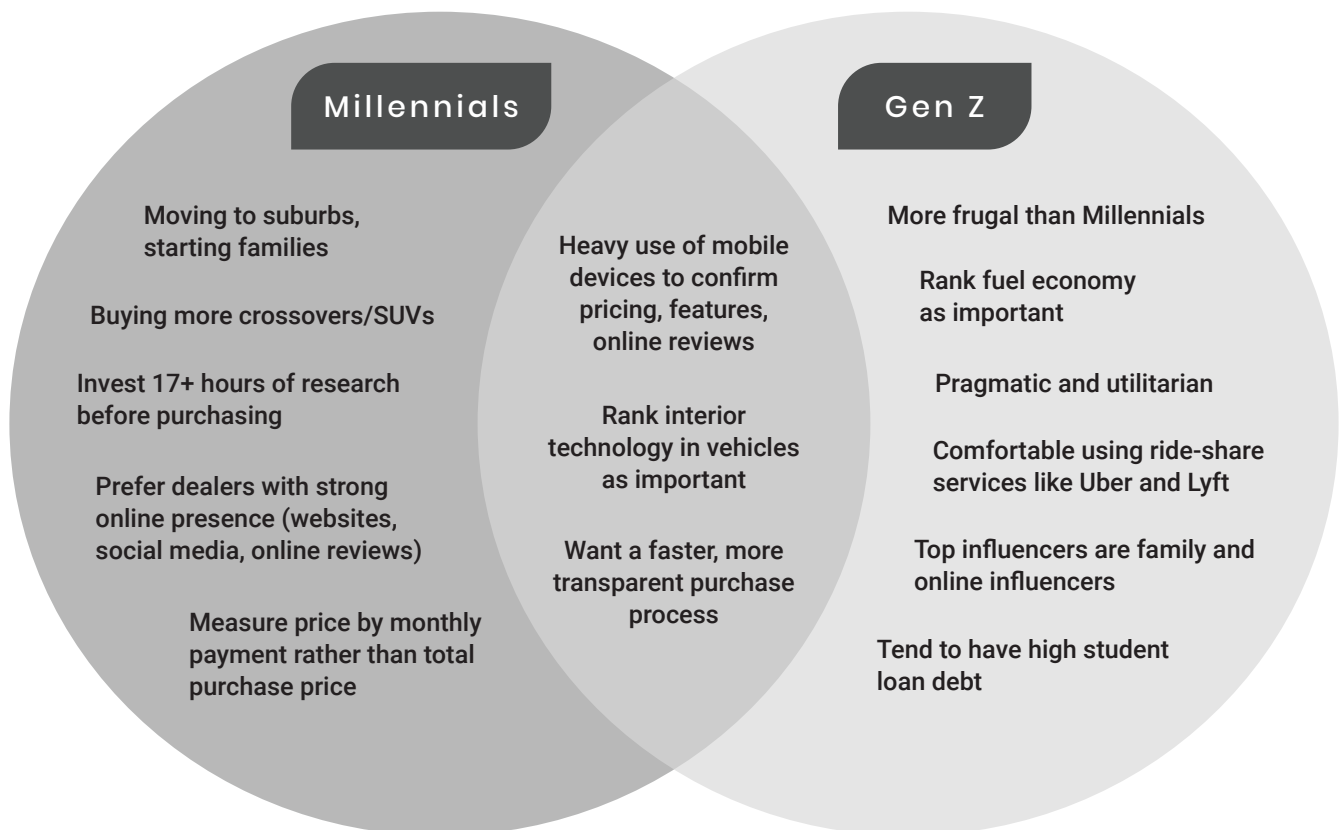 Millennials
Moving to suburbs,
starting families
Buying more crossovers/SUVs
Invest 17+ hours of research
before purchasing
Prefer dealers with strong
online presence (websites,
social media, online reviews)
Measure price by monthly
payment rather than total
purchase price
Heavy use of mobile
devices to confirm
pricing, features,
online reviews
Rank interior
technology in vehicles
as important
Want a faster, more
transparent purchase
process
Gen Z
More frugal than Millennials
Rank fuel economy
as important
Pragmatic and utilitarian
Comfortable using ride-share
services like Uber and Lyft
Top influencers are family and
online influencers
Tend to have high student
loan debt